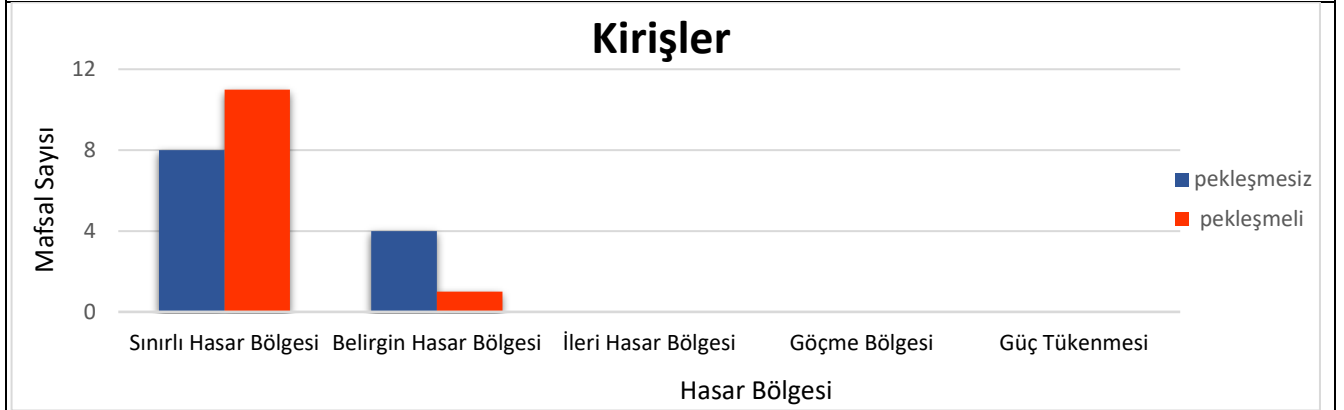 Kirişler
12
8
4
0
Mafsal Sayısı
pekleşmesiz
pekleşmeli
Sınırlı Hasar Bölgesi Belirgin Hasar Bölgesi İleri Hasar Bölgesi Göçme Bölgesi Güç Tükenmesi
Hasar Bölgesi